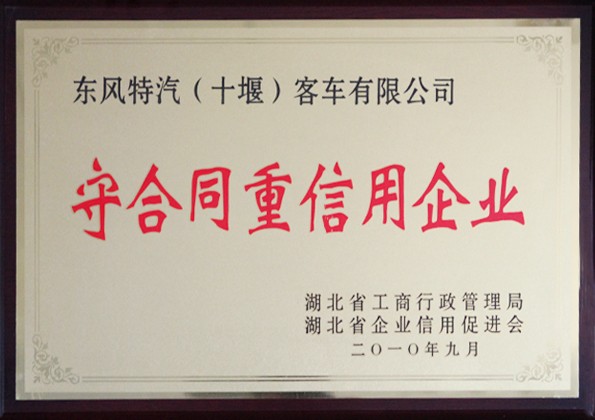 东风特汽（十堰）客车有限公司
守合同重信用企业
湖北省工商行政管理局
湖北省企业信用促进会
二〇一〇年九月